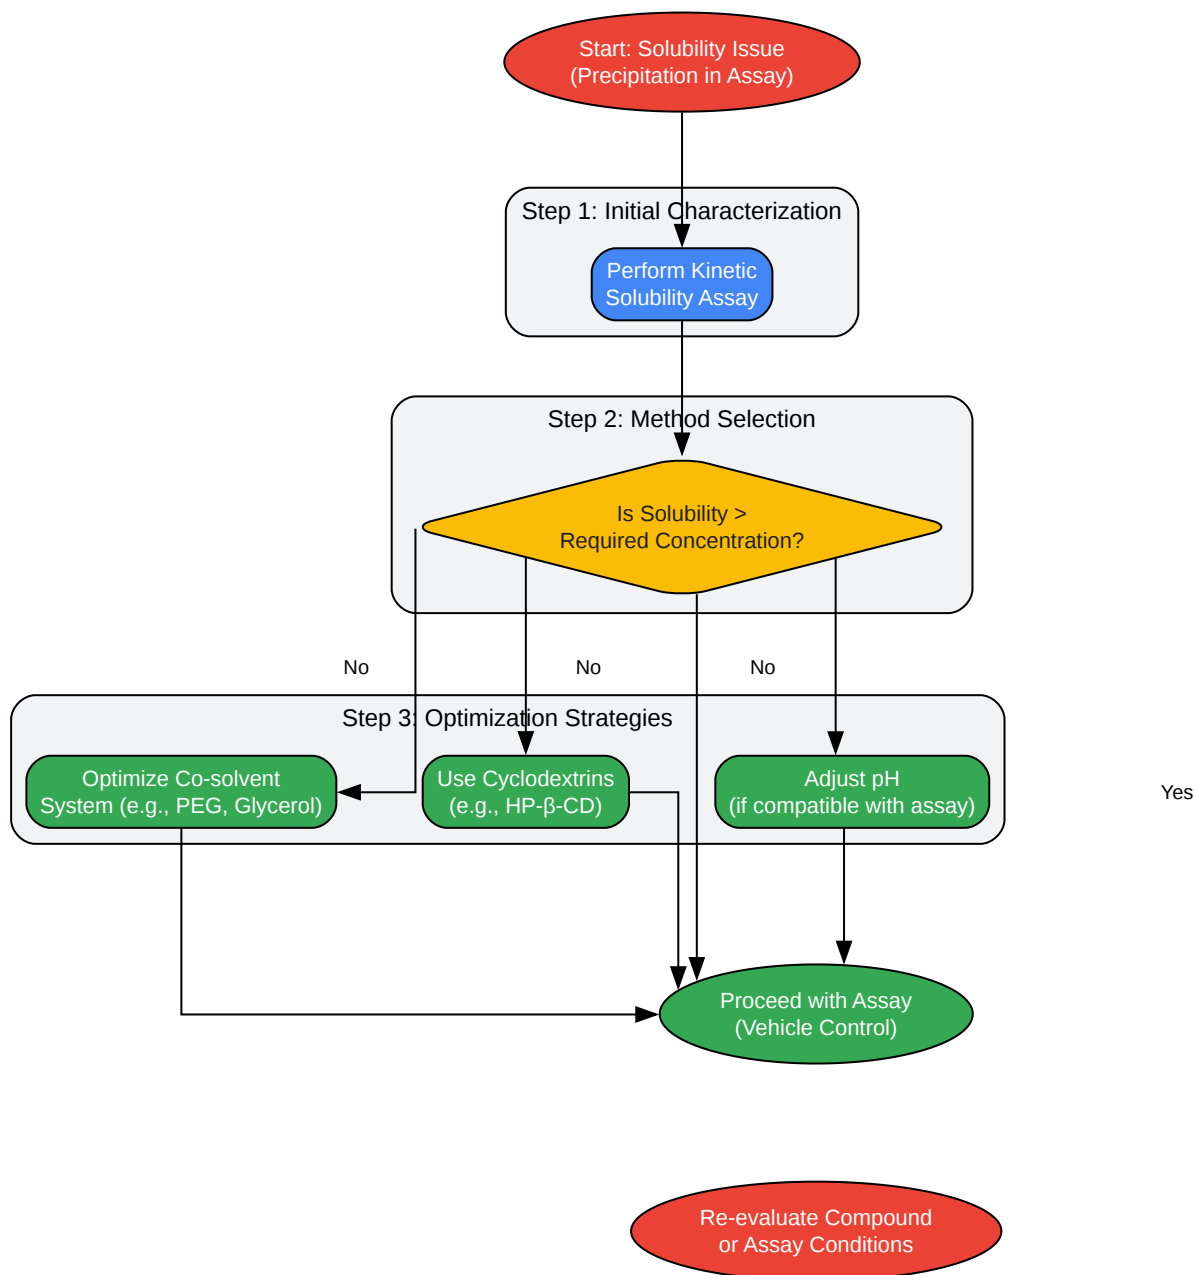 Start: Solubility Issue
(Precipitation in Assay)
Step 1: Initial Characterization
Perform Kinetic
Solubility Assay
Step 2: Method Selection
Is Solubility >
Required Concentration?
No
No
No
Step 3: Optimization Strategies
Optimize Co-solvent
System (e.g., PEG, Glycerol)
Use Cyclodextrins
(e.g., HP-β-CD)
Adjust pH
(if compatible with assay)
Yes
Proceed with Assay
(Vehicle Control)
Re-evaluate Compound
or Assay Conditions